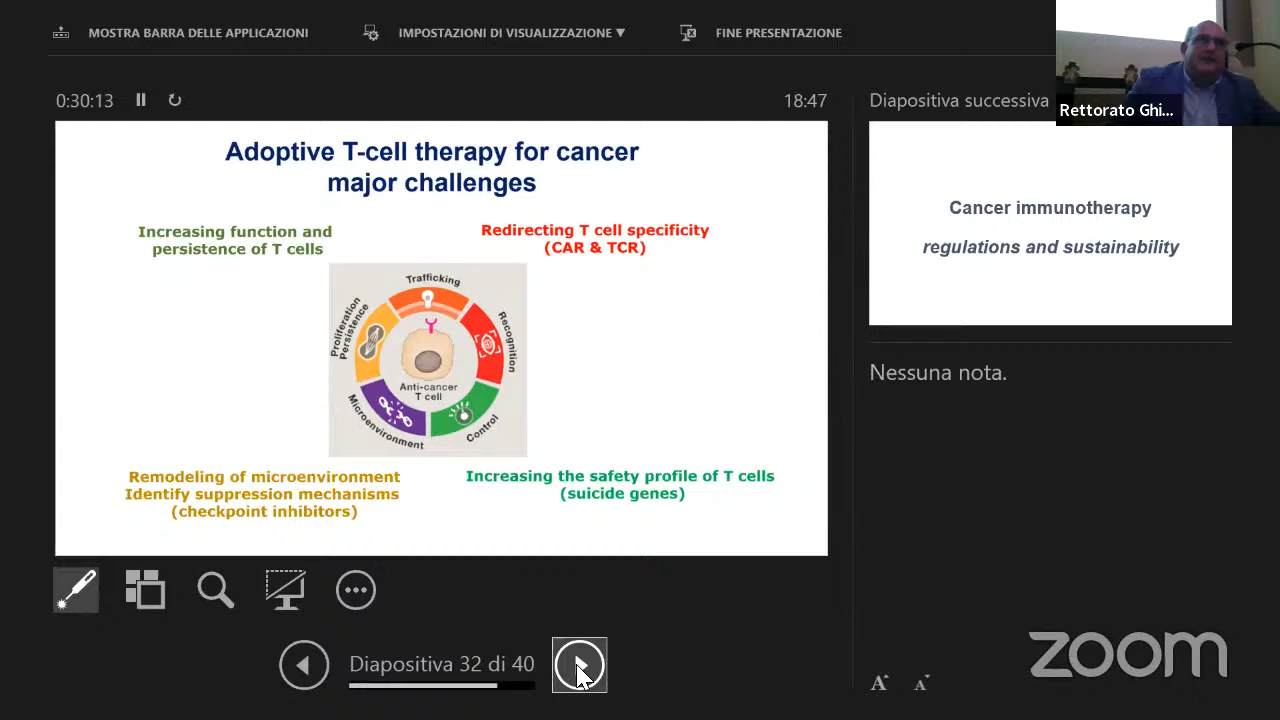 MOSTRA BARRA DELLE APPLICAZIONI
IMPOSTAZIONI DI VISUALIZZAZIONE ▼
FINE PRESENTAZIONE
Rettorato Ghi...
0:30:13
18:47
Diapositiva successiva
Adoptive T-cell therapy for cancer
major challenges
Increasing function and
persistence of T cells
Redirecting T cell specificity
(CAR & TCR)
Trafficking
Proliferation
Persistence
Recognition
Anti-cancer
T cell
Microenvironment
Control
Remodeling of microenvironment
Identify suppression mechanisms
(checkpoint inhibitors)
Increasing the safety profile of T cells
(suicide genes)
Cancer immunotherapy
regulations and sustainability
Nessuna nota.
Diapositiva 32 di 40
A A
zoom